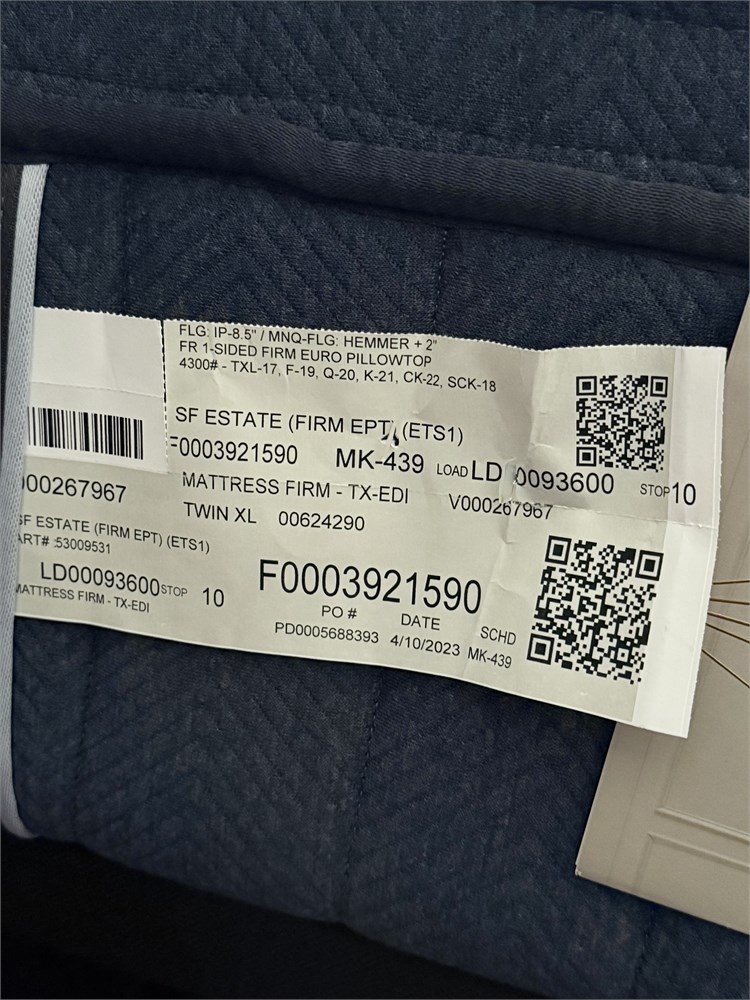 FLG: IP-8.5" / MNQ-FLG: HEMMER + 2"
FR 1-SIDED FIRM EURO PILLOWTOP
4300# - TXL-17, F-19, Q-20, K-21, CK-22, SCK-18
SF ESTATE (FIRM EPT) (ETS1)
F0003921590 MK-439 LOAD LD 0093600 STOP 10
MATTRESS FIRM - TX-EDI V000267967
TWIN XL 00624290
F0003921590
PO # DATE SCHD
PD0005688393 4/10/2023 MK-439
000267967
SF ESTATE (FIRM EPT) (ETS1)
ART# :53009531
LD00093600 STOP 10
MATTRESS FIRM - TX-EDI